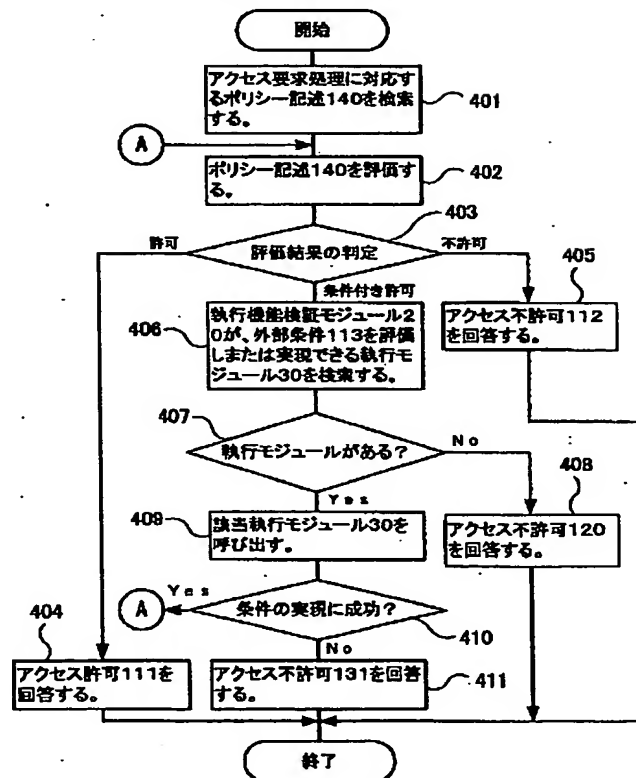 開始
アクセス要求処理に対応す
るポリシー記述140を検索
する。
401
A
ポリシー記述140を評価す
る。
402
403
許可
評価結果の判定
不許可
条件付き許可
405
406
執行機能検証モジュール2
0が、外部条件113を評価
しまたは実現できる執行モ
ジュール30を検索する。
アクセス不許可112
を回答する。
407
執行モジュールがある?
No
Yes
408
409
該当執行モジュール30を
呼び出す。
アクセス不許可120
を回答する。
Yes
A
条件の実現に成功?
410
404
No
アクセス許可111を
回答する。
アクセス不許可131を回答
する。
411
終了